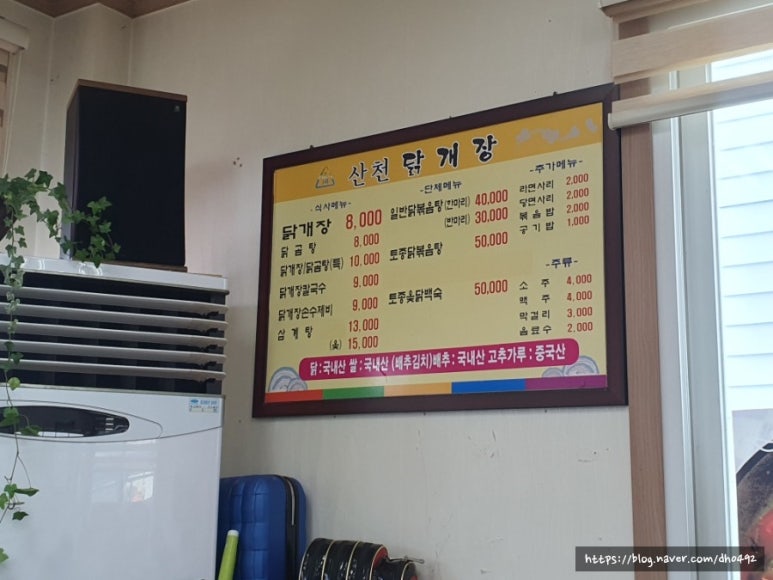 산천 닭개장
-식사메뉴-
닭개장 8,000
닭곰탕 8,000
닭개장/닭곰탕(특) 10,000
닭개장칼국수 9,000
닭개장손수제비 9,000
삼계탕 13,000
(옻) 15,000
-단체메뉴-
일반닭볶음탕 (한마리) 40,000
(반마리) 30,000
토종닭볶음탕 50,000
토종옻닭백숙 50,000
-추가메뉴-
라면사리 2,000
당면사리 2,000
볶음밥 2,000
공기밥 1,000
-주류-
소주 4,000
맥주 4,000
막걸리 3,000
음료수 2,000
닭 : 국내산 쌀 : 국내산 (배추김치)배추 : 국내산 고추가루 : 중국산
https://blog.naver.com/dho492